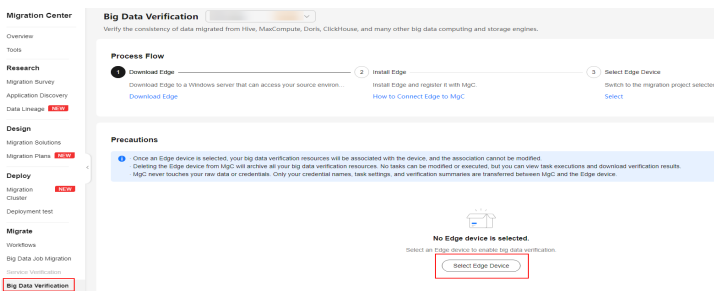 Migration Center
Overview
Tools
Research
Migration Survey
Application Discovery
Data Lineage NEW
Design
Migration Solutions
Migration Plans NEW
Deploy
Migration NEW
Cluster
Deployment test
Migrate
Workflows
Big Data Job Migration
Service Verification
Big Data Verification
Big Data Verification
Verify the consistency of data migrated from Hive, MaxCompute, Doris, ClickHouse, and many other big data computing and storage engines.
Process Flow
1 Download Edge
Download Edge to a Windows server that can access your source environ...
Download Edge
2 Install Edge
Install Edge and register it with MgC.
How to Connect Edge to MgC
3 Select Edge Device
Switch to the migration project selected
Select
Precautions
· Once an Edge device is selected, your big data verification resources will be associated with the device, and the association cannot be modified.
· Deleting the Edge device from MgC will archive all your big data verification resources. No tasks can be modified or executed, but you can view task executions and download verification results.
· MgC never touches your raw data or credentials. Only your credential names, task settings, and verification summaries are transferred between MgC and the Edge device.
No Edge device is selected.
Select an Edge device to enable big data verification.
Select Edge Device